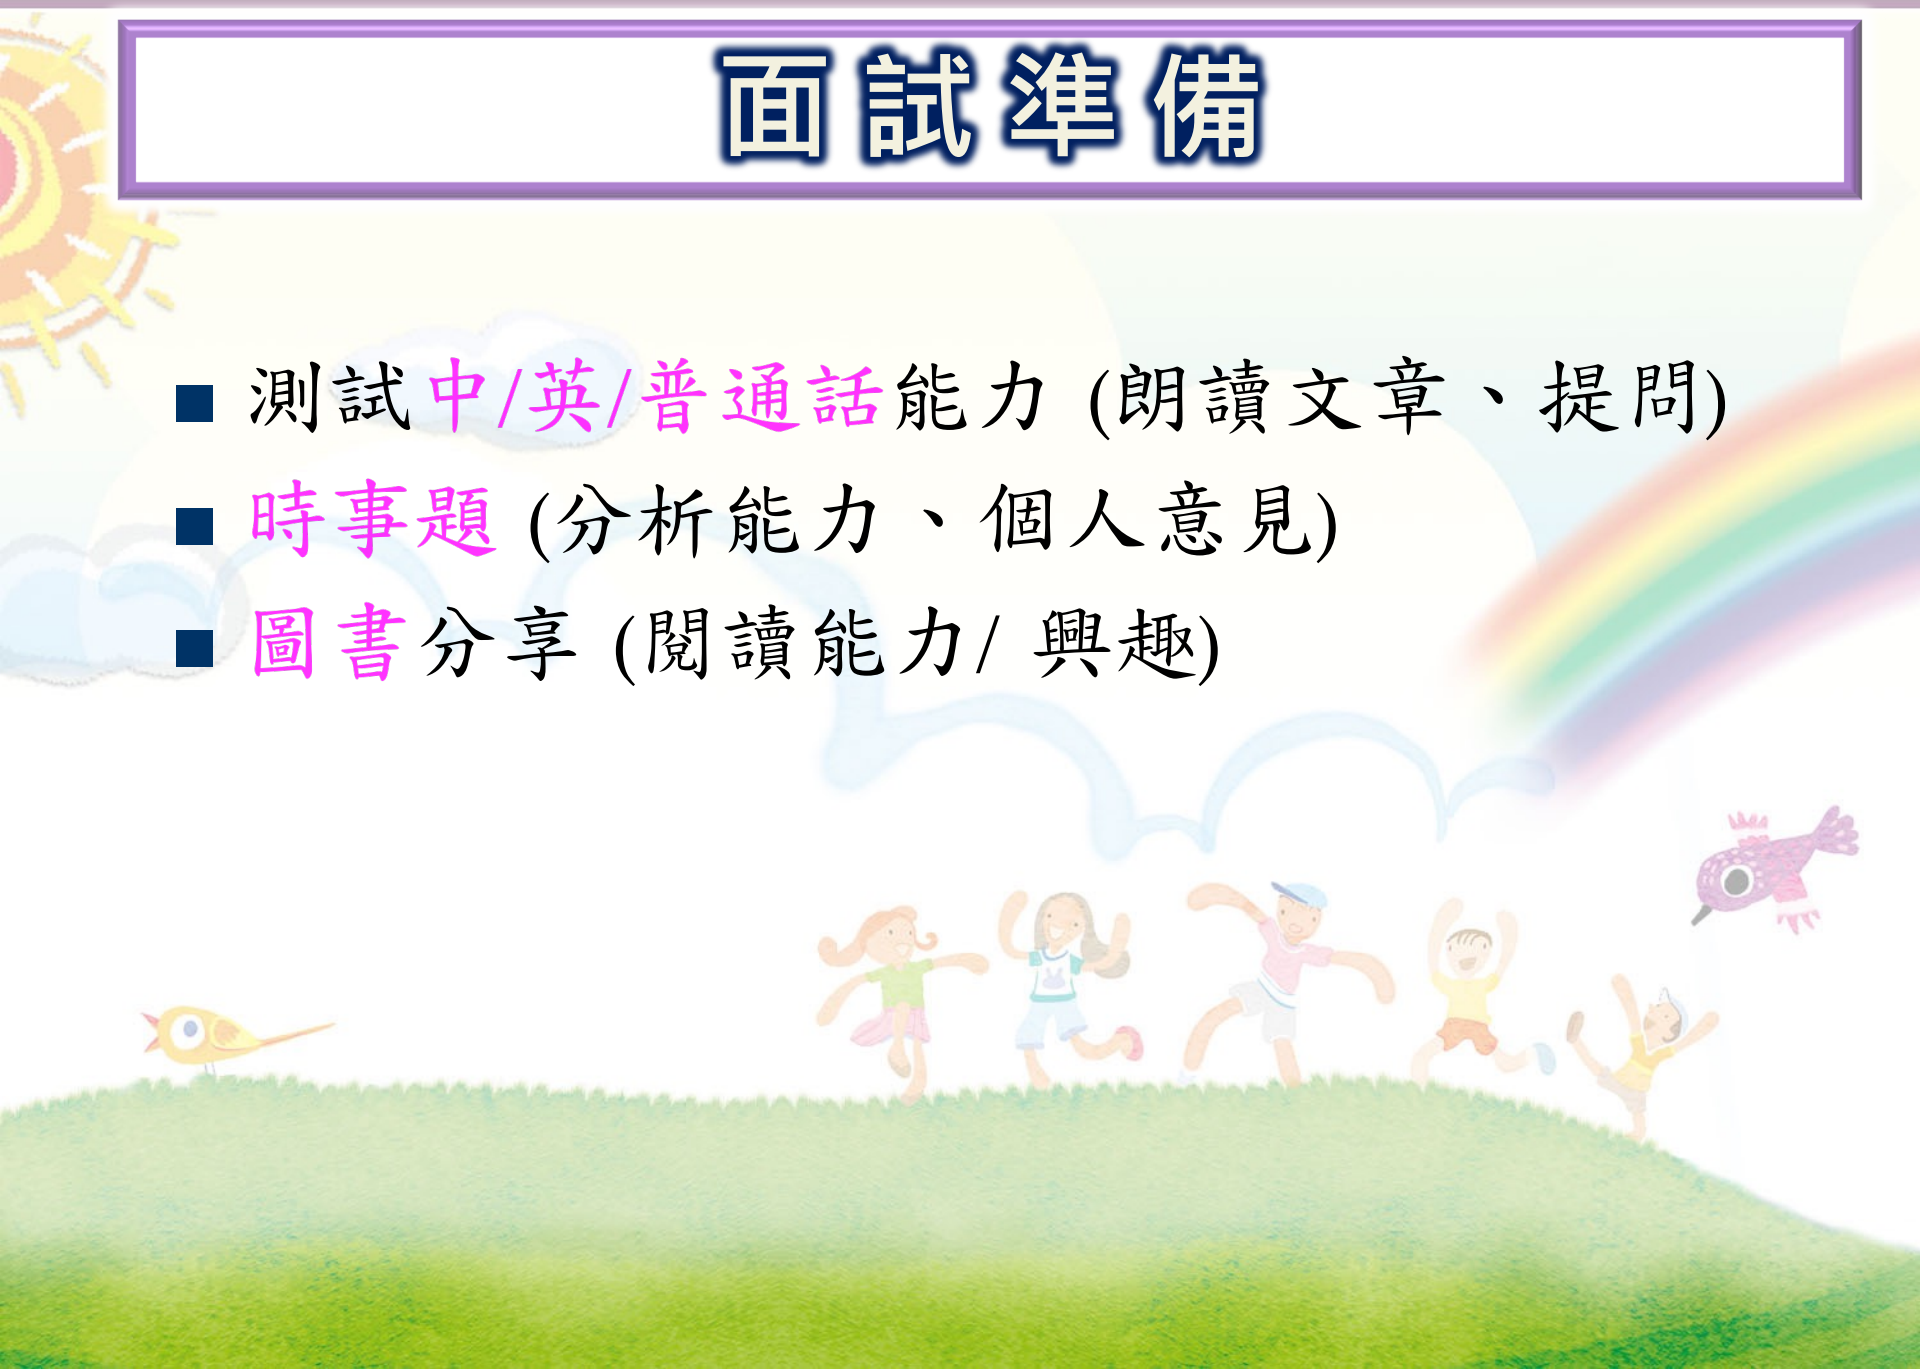 面試準備
■ 測試中/英/普通話能力 (朗讀文章、提問)
■ 時事題 (分析能力、個人意見)
■ 圖書分享 (閱讀能力/ 興趣)